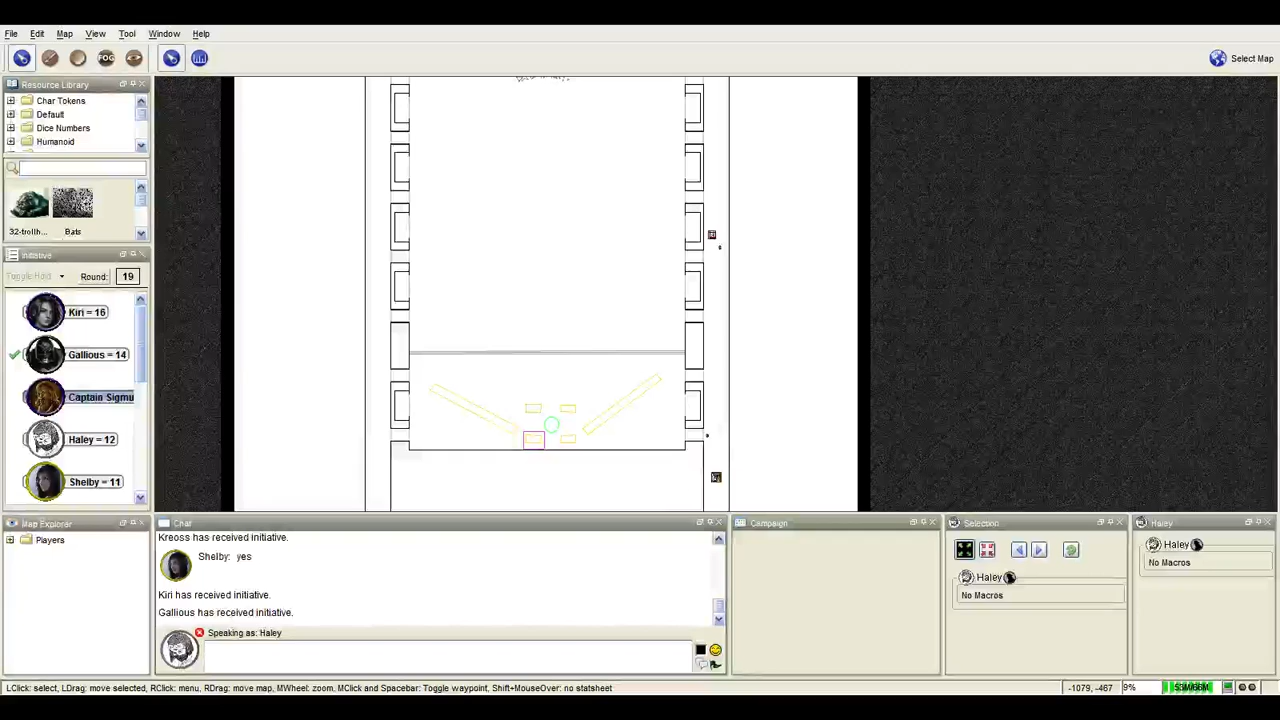 File Edit Map View Tool Window Help
FOG
Select Map
Resource Library
Char Tokens
Default
Dice Numbers
Humanoid
32-trollh...
Bats
Initiative
Toggle Hold
Round: 19
Kiri = 16
Gallious = 14
Captain Sigmu
Haley = 12
Shelby = 11
Map Explorer
Players
Chat
Kreoss has received initiative.
Shelby: yes
Kiri has received initiative.
Gallious has received initiative.
Speaking as: Haley
Campaign
Selection
Haley
No Macros
Haley
Haley
No Macros
LClick: select, LDrag: move selected, RClick: menu, RDrag: move map, MWheel: zoom, MClick and Spacebar: Toggle waypoint, Shift+MouseOver: no statsheet
-1079, -467
9%